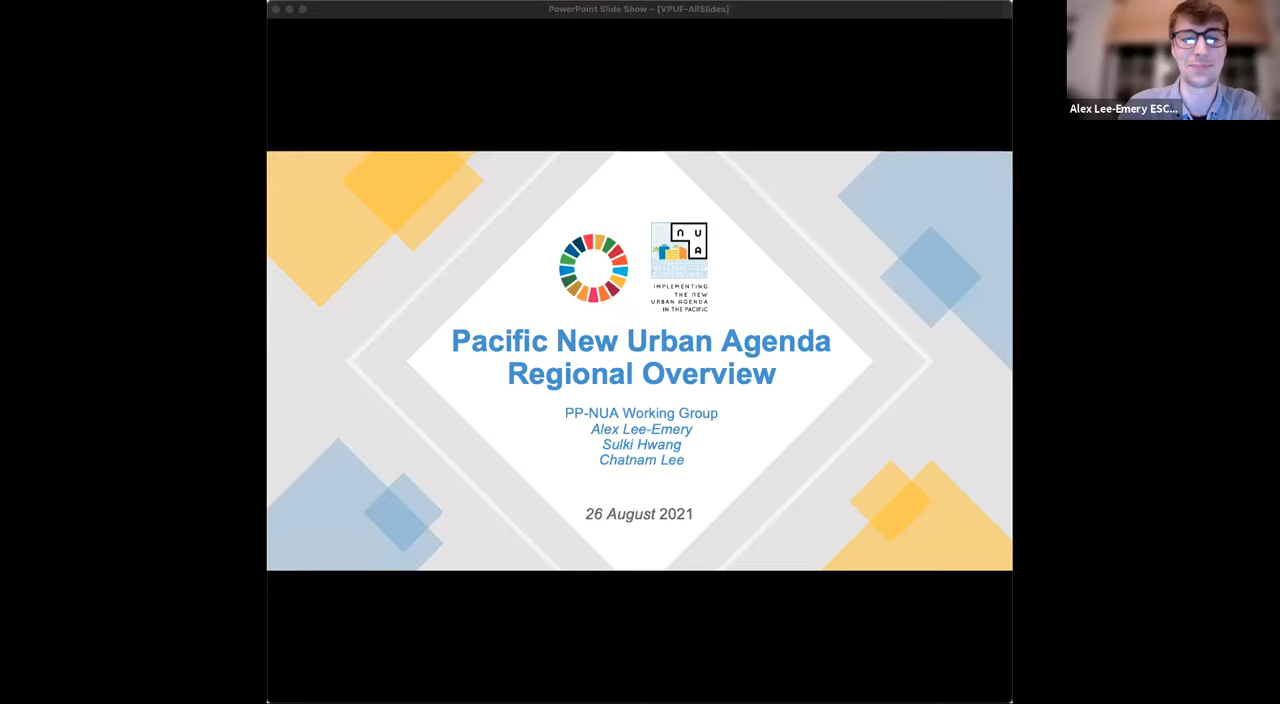 PowerPoint Slide Show – [VPUF-AllSlides]
Alex Lee-Emery ESC...
N U
A
IMPLEMENTING
THE NEW
URBAN AGENDA
IN THE PACIFIC
Pacific New Urban Agenda
Regional Overview
PP-NUA Working Group
Alex Lee-Emery
Sulki Hwang
Chatnam Lee
26 August 2021